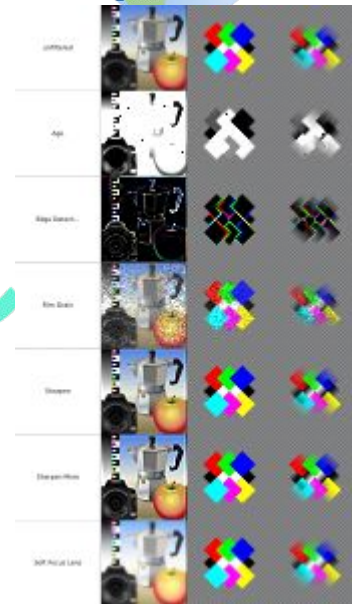 unfiltered
Age
Edge Detect...
Film Grain
Sharpen
Sharpen More
Soft Focus Lens